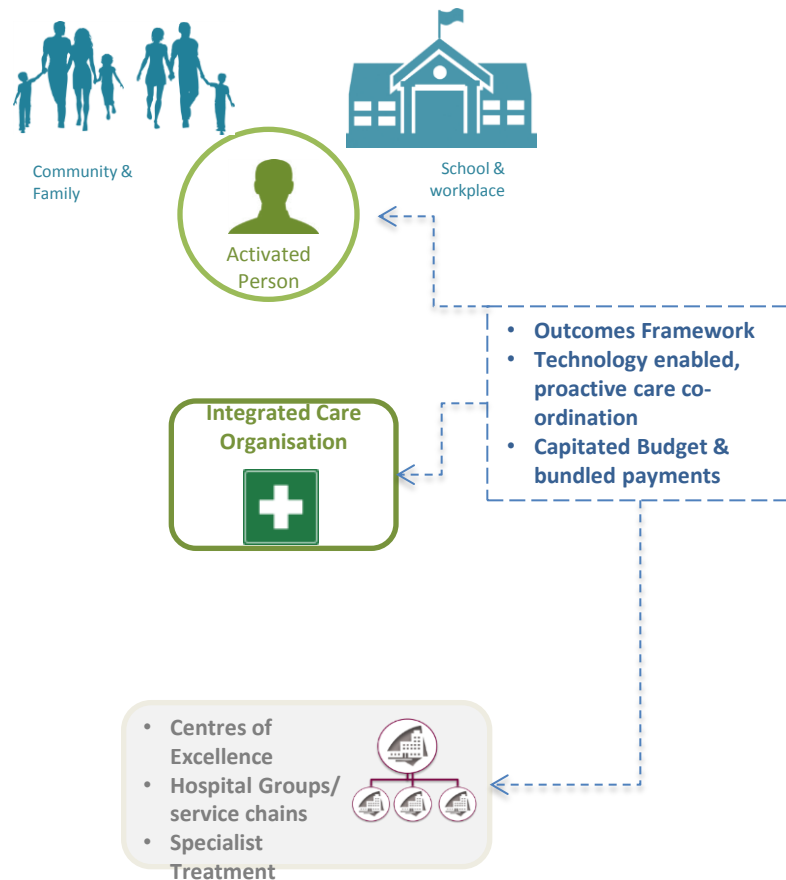 Community &
Family
School &
workplace
Activated
Person
• Outcomes Framework
• Technology enabled,
proactive care co-
ordination
• Capitated Budget &
bundled payments
Integrated Care
Organisation
• Centres of
Excellence
• Hospital Groups/
service chains
• Specialist
Treatment